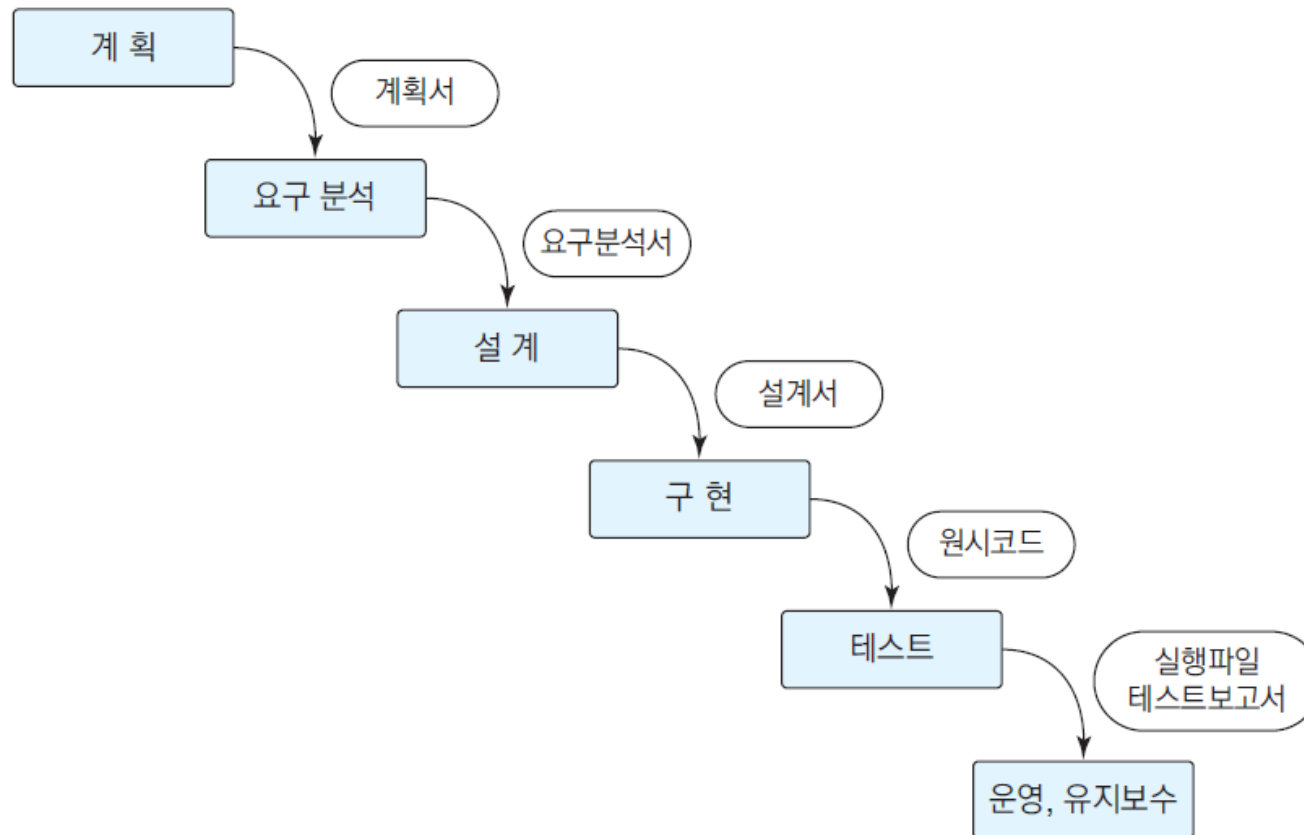 계 획
계획서
요구 분석
요구분석서
설 계
설계서
구 현
원시코드
테스트
실행파일
테스트보고서
운영, 유지보수